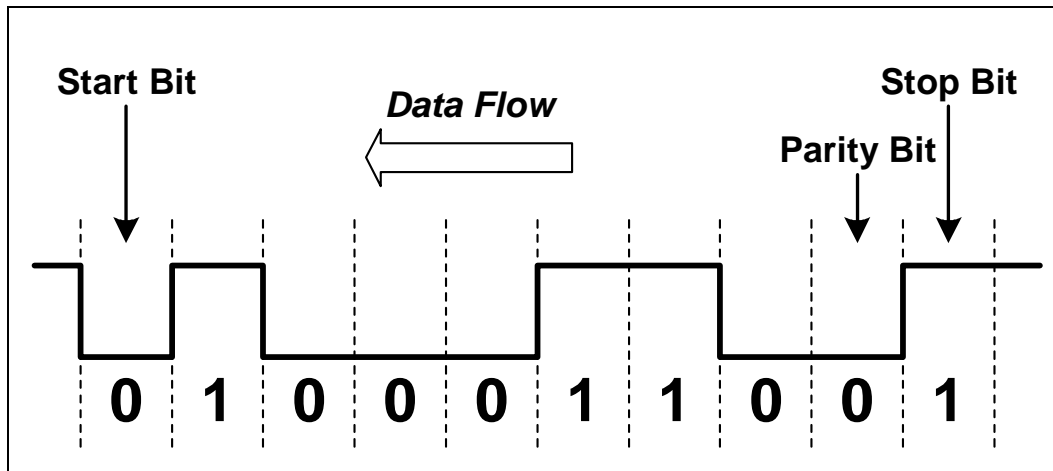 Start Bit
Stop Bit
Data Flow
Parity Bit
0 1 0 0 0 1 1 0 0 1